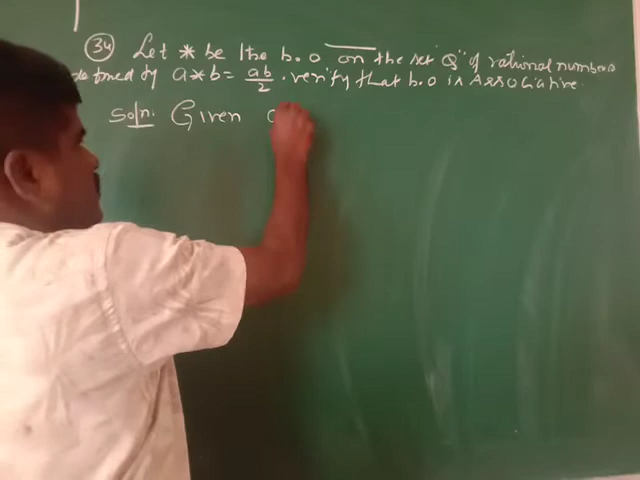 (34) Let * be the b.o on the set "Q" of rational numbers
defined by a*b = ab/2 . verify that b.o is Associative.
Soln. Given